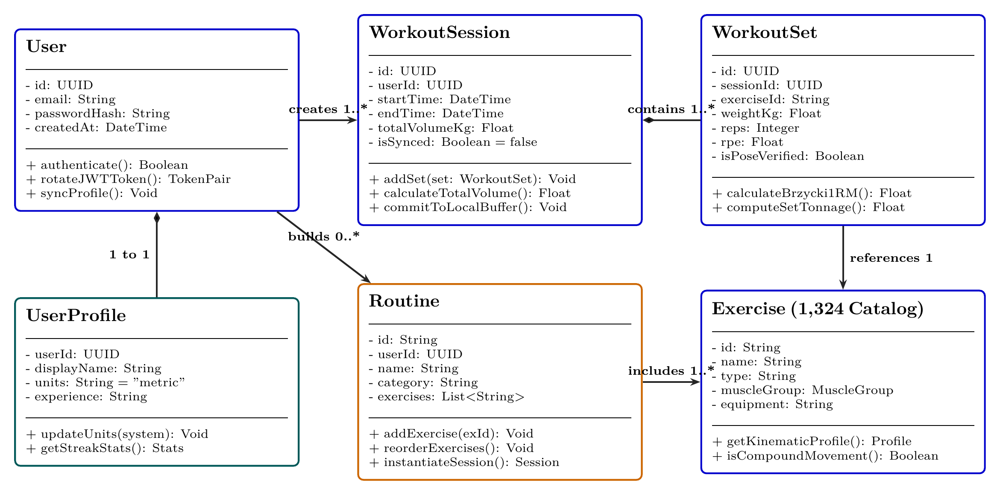 User
- id: UUID
- email: String
- passwordHash: String
- createdAt: DateTime
+ authenticate(): Boolean
+ rotateJWTToken(): TokenPair
+ syncProfile(): Void
creates 1..*
WorkoutSession
- id: UUID
- userId: UUID
- startTime: DateTime
- endTime: DateTime
- totalVolumeKg: Float
- isSynced: Boolean = false
+ addSet(set: WorkoutSet): Void
+ calculateTotalVolume(): Float
+ commitToLocalBuffer(): Void
contains 1..*
WorkoutSet
- id: UUID
- sessionId: UUID
- exerciseId: String
- weightKg: Float
- reps: Integer
- rpe: Float
- isPoseVerified: Boolean
+ calculateBrzycki1RM(): Float
+ computeSetTonnage(): Float
1 to 1
builds 0..*
references 1
UserProfile
- userId: UUID
- displayName: String
- units: String = ”metric”
- experience: String
+ updateUnits(system): Void
+ getStreakStats(): Stats
Routine
- id: String
- userId: UUID
- name: String
- category: String
- exercises: List<String>
+ addExercise(exId): Void
+ reorderExercises(): Void
+ instantiateSession(): Session
includes 1..*
Exercise (1,324 Catalog)
- id: String
- name: String
- type: String
- muscleGroup: MuscleGroup
- equipment: String
+ getKinematicProfile(): Profile
+ isCompoundMovement(): Boolean